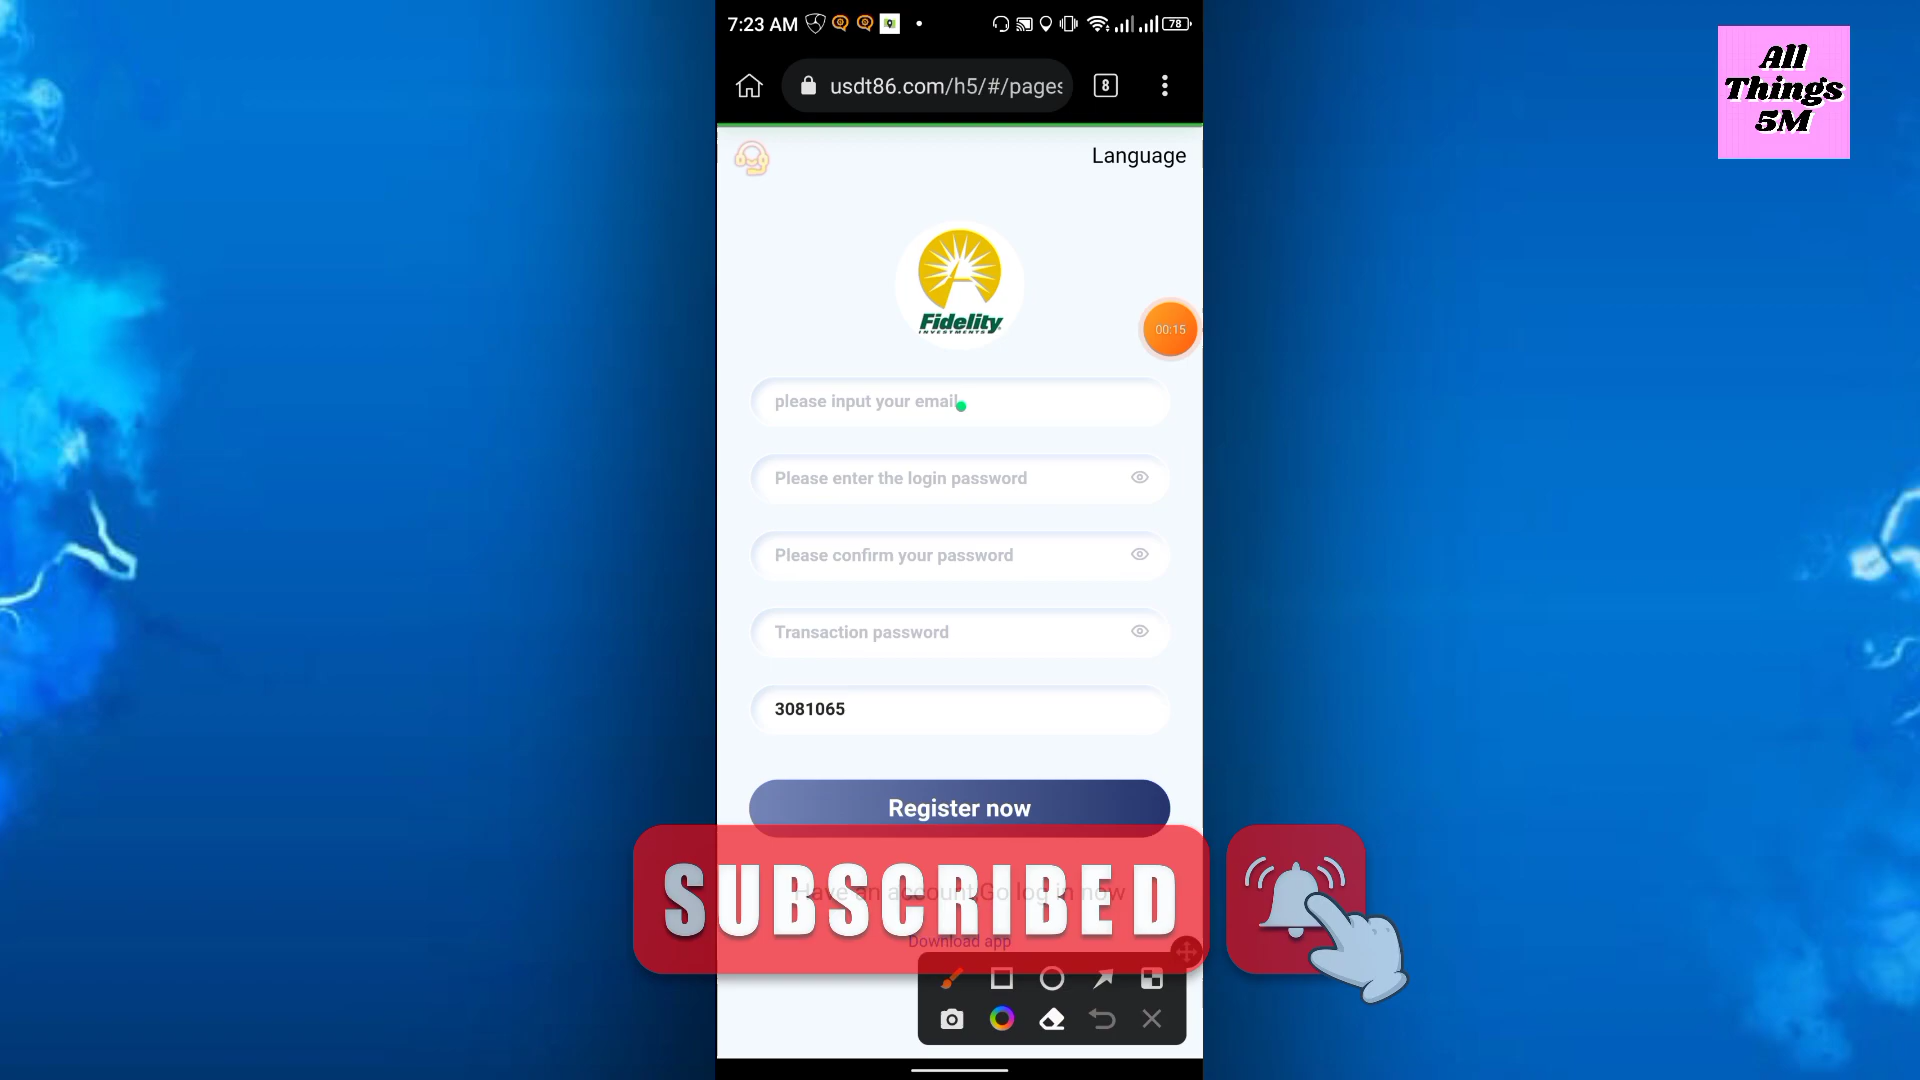 7:23 AM
78
usdt86.com/h5/#/pages
8
Language
All
Things
5M
Fidelity
INVESTMENTS
00:15
please input your email
Please enter the login password
Please confirm your password
Transaction password
3081065
Register now
SUBSCRIBED
Have an account Go log in now
Download app